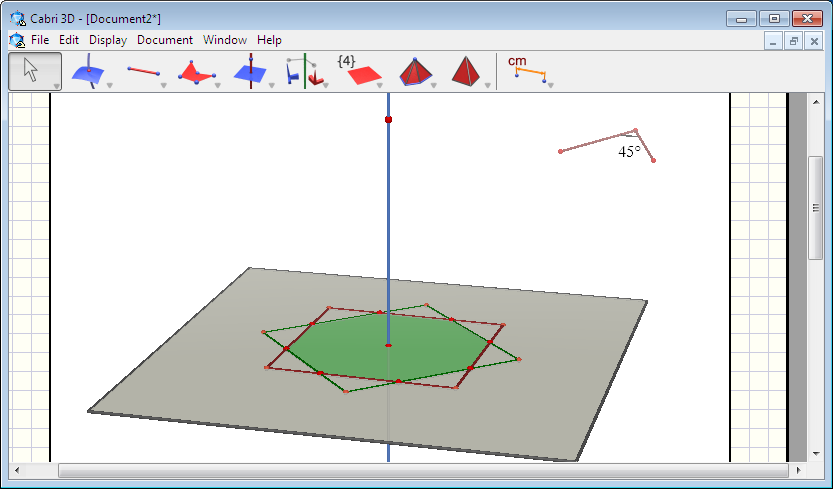 Cabri 3D - [Document2*]
File Edit Display Document Window Help
{4} cm
45°